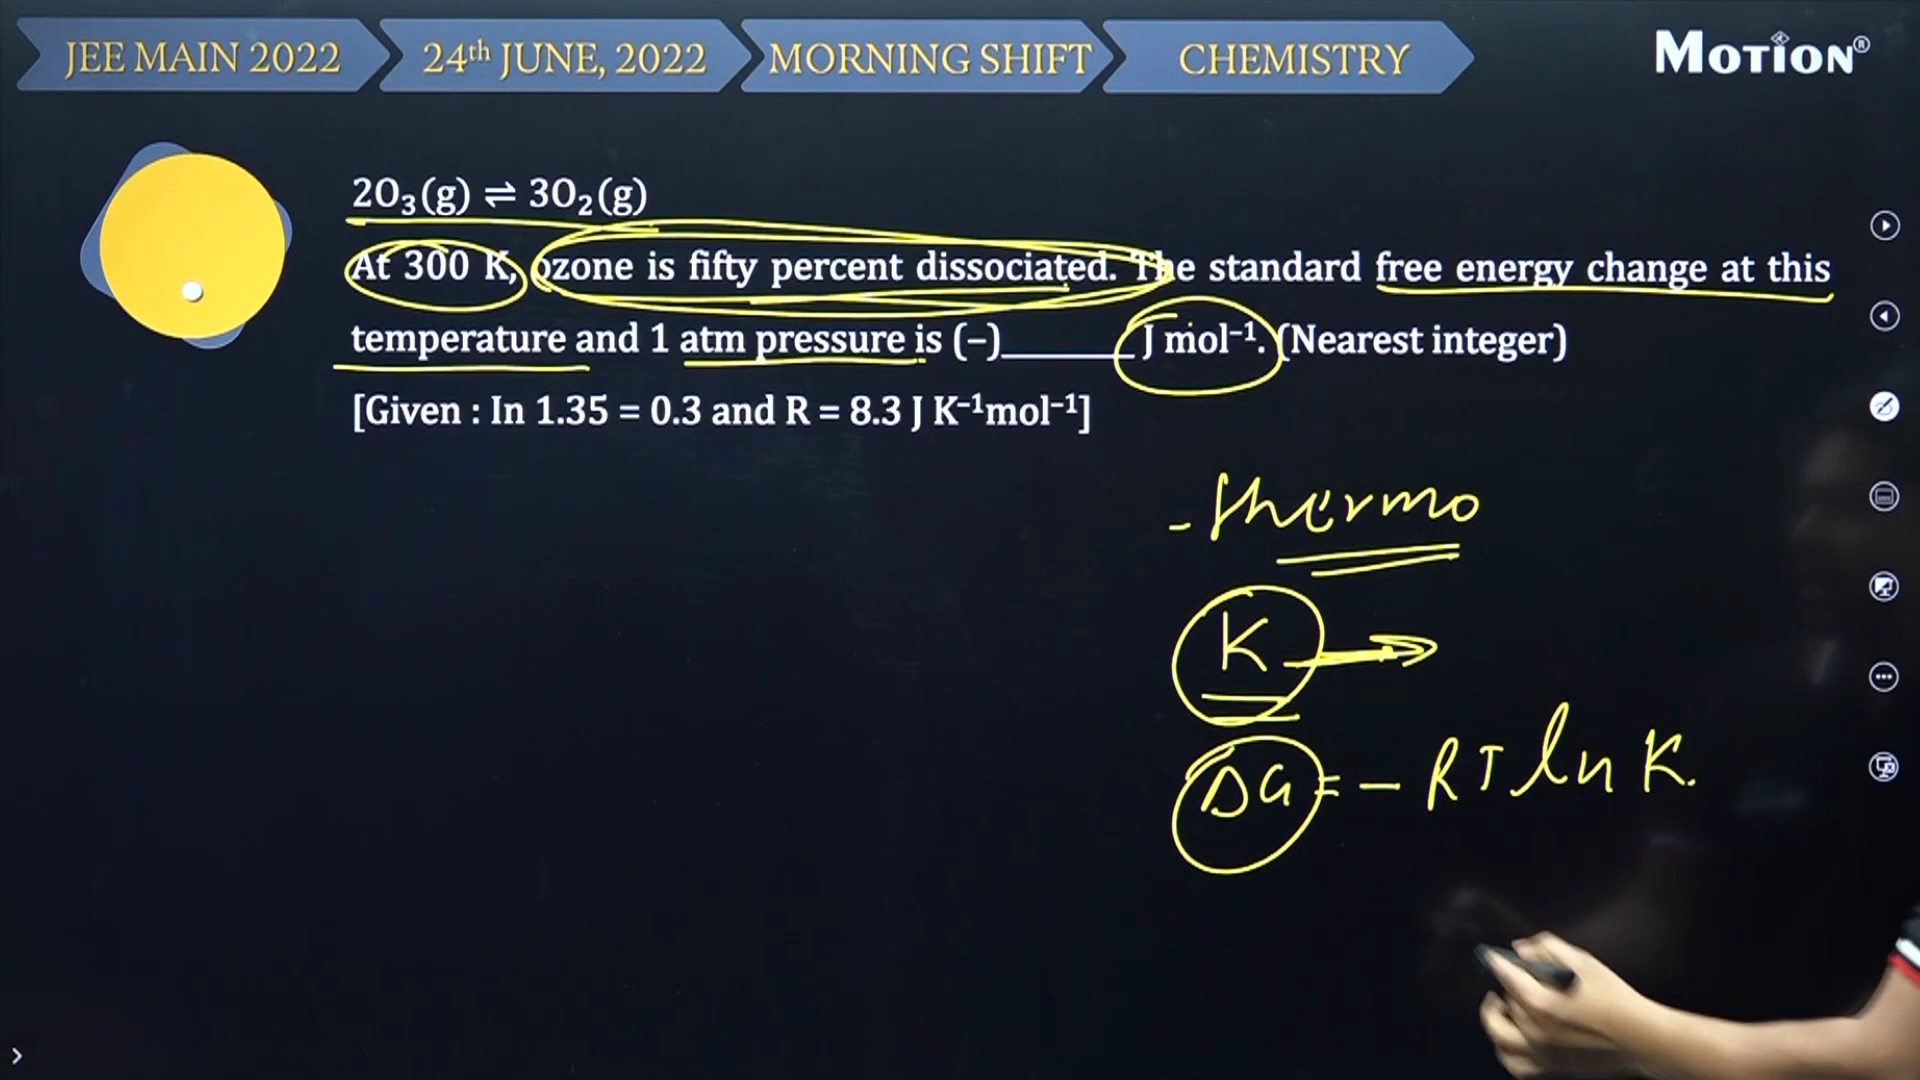 JEE MAIN 2022 24th JUNE, 2022 MORNING SHIFT CHEMISTRY MOTION®
2O₃(g) ⇌ 3O₂(g)
At 300 K, ozone is fifty percent dissociated. The standard free energy change at this
temperature and 1 atm pressure is (–)______ J mol⁻¹. (Nearest integer)
[Given : In 1.35 = 0.3 and R = 8.3 J K⁻¹mol⁻¹]
- thermo
K →
ΔG = – RT ln K.